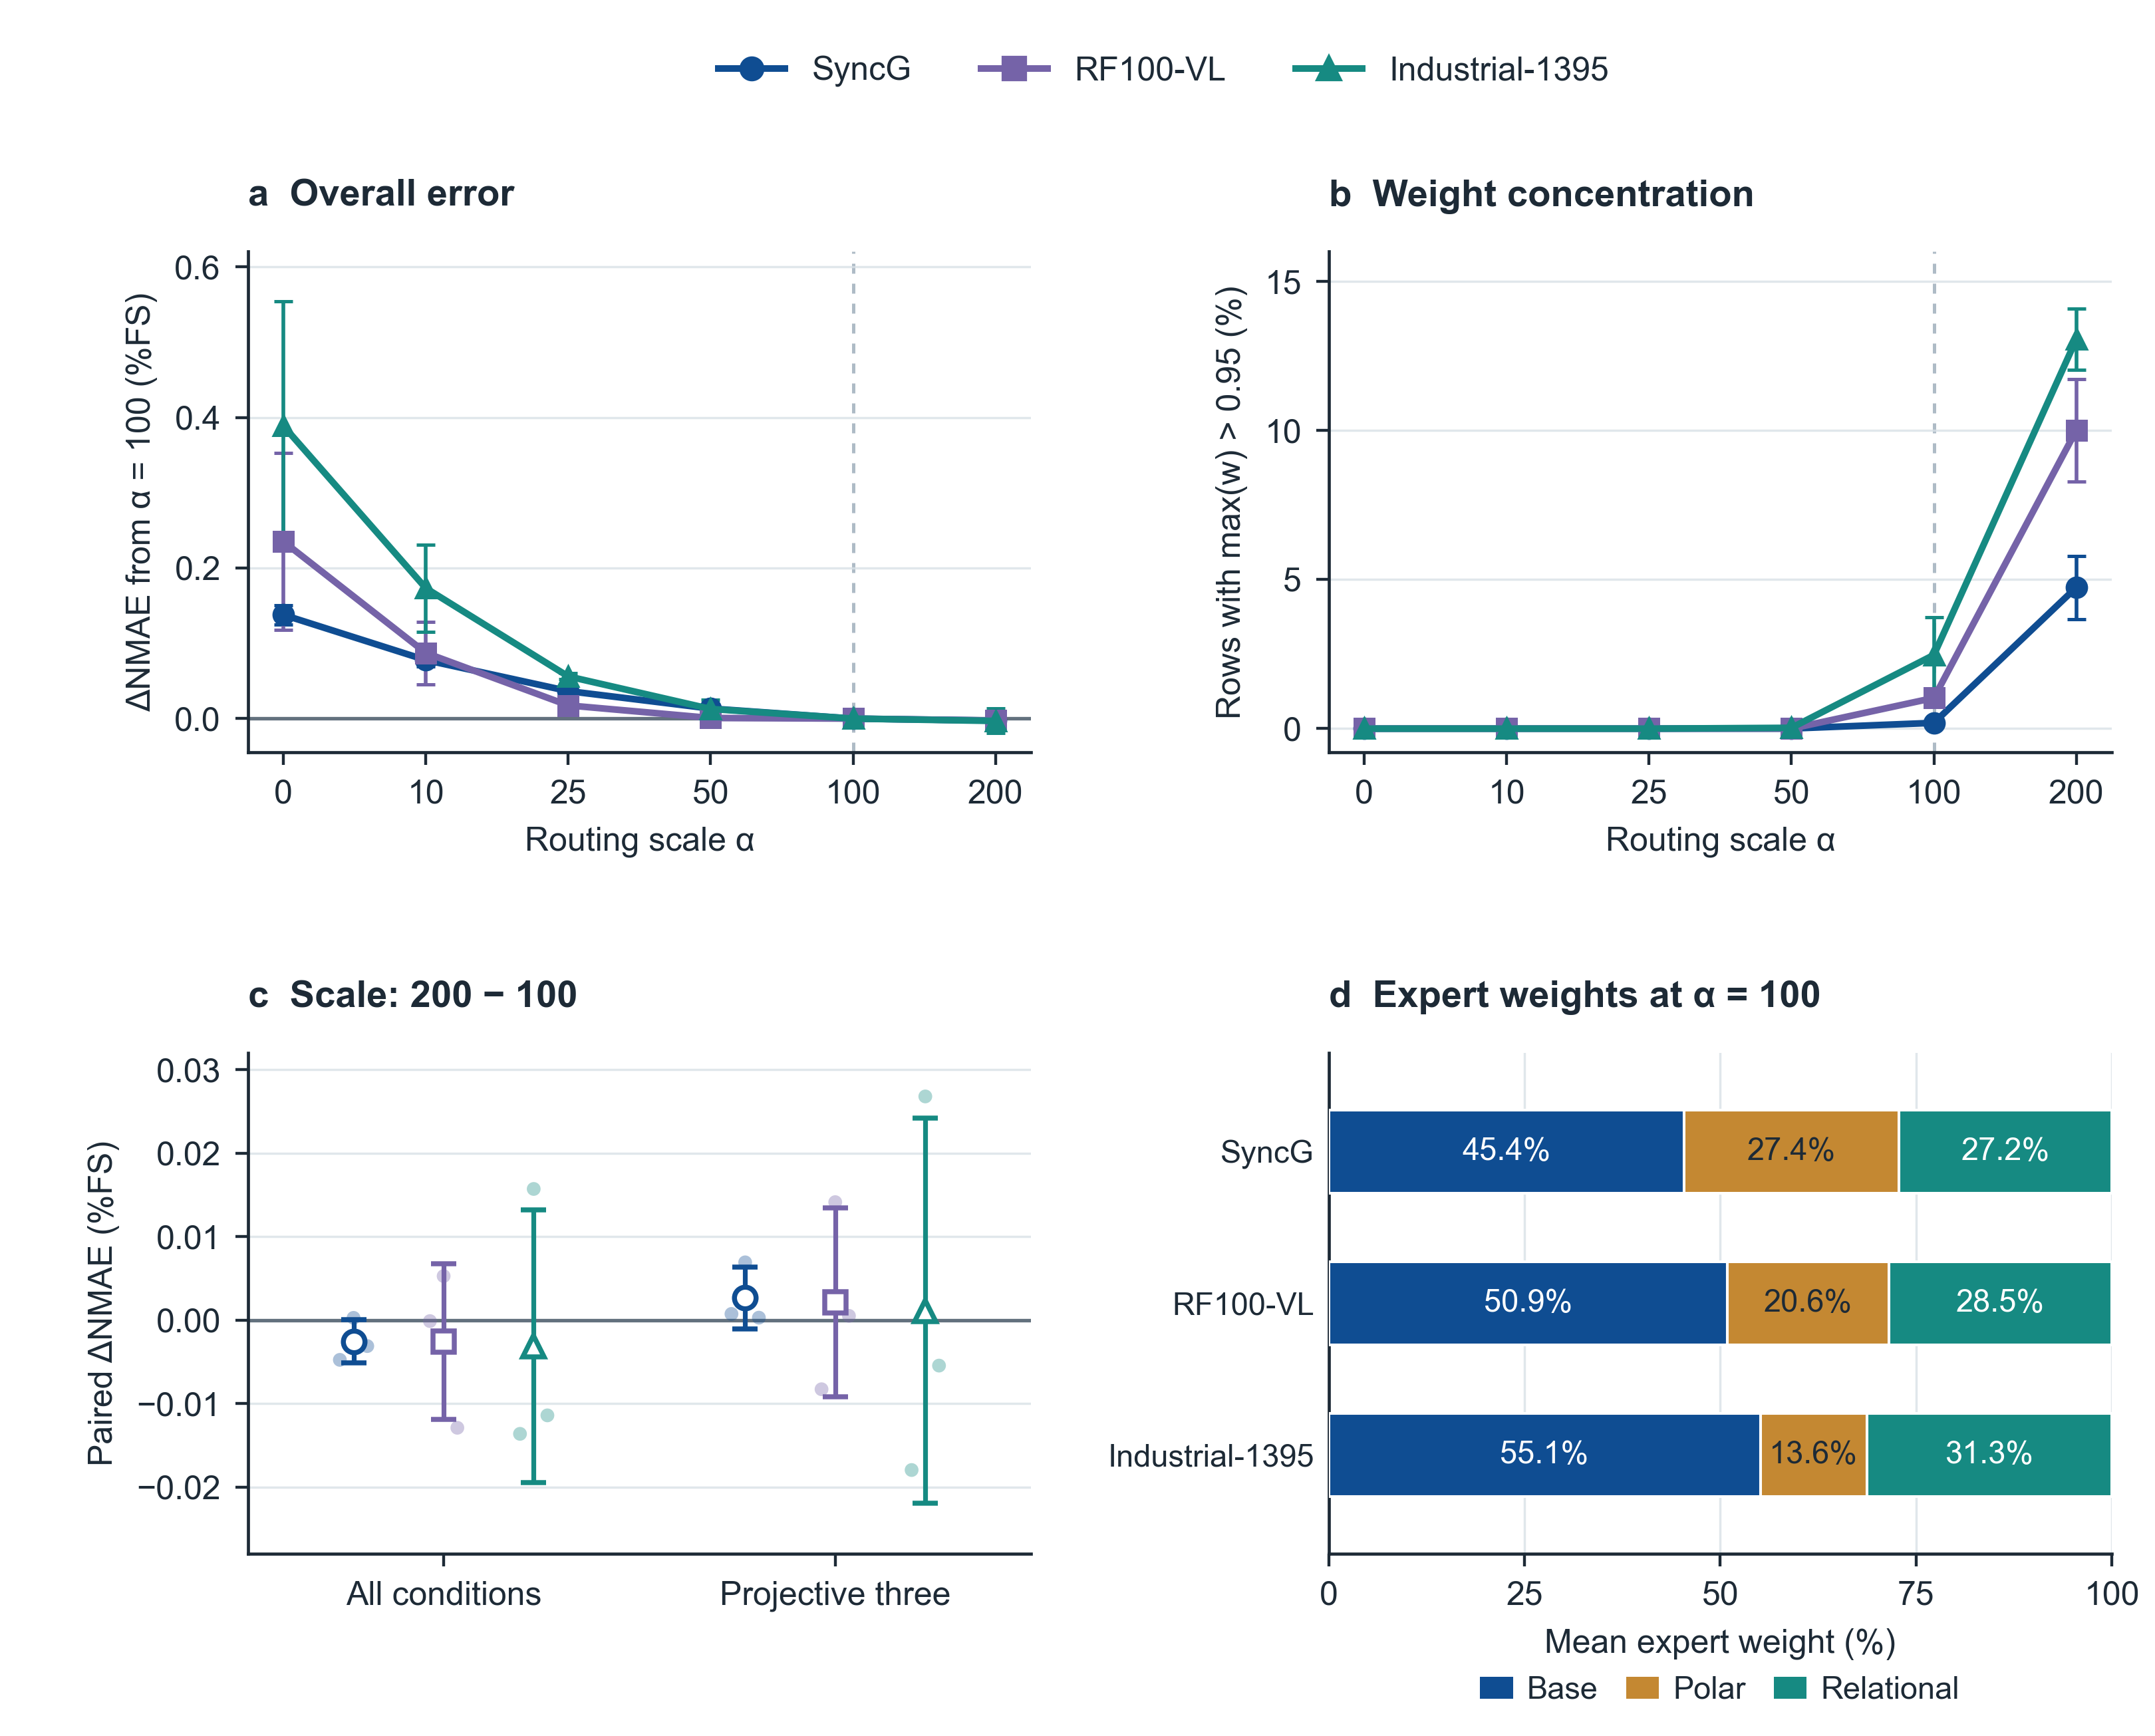 SyncG RF100-VL Industrial-1395
a Overall error
ΔNMAE from α = 100 (%FS)
0.6
0.4
0.2
0.0
0 10 25 50 100 200
Routing scale α
b Weight concentration
Rows with max(w) > 0.95 (%)
15
10
5
0
0 10 25 50 100 200
Routing scale α
c Scale: 200 − 100
Paired ΔNMAE (%FS)
0.03
0.02
0.01
0.00
−0.01
−0.02
All conditions Projective three
d Expert weights at α = 100
SyncG 45.4% 27.4% 27.2%
RF100-VL 50.9% 20.6% 28.5%
Industrial-1395 55.1% 13.6% 31.3%
0 25 50 75 100
Mean expert weight (%)
Base Polar Relational